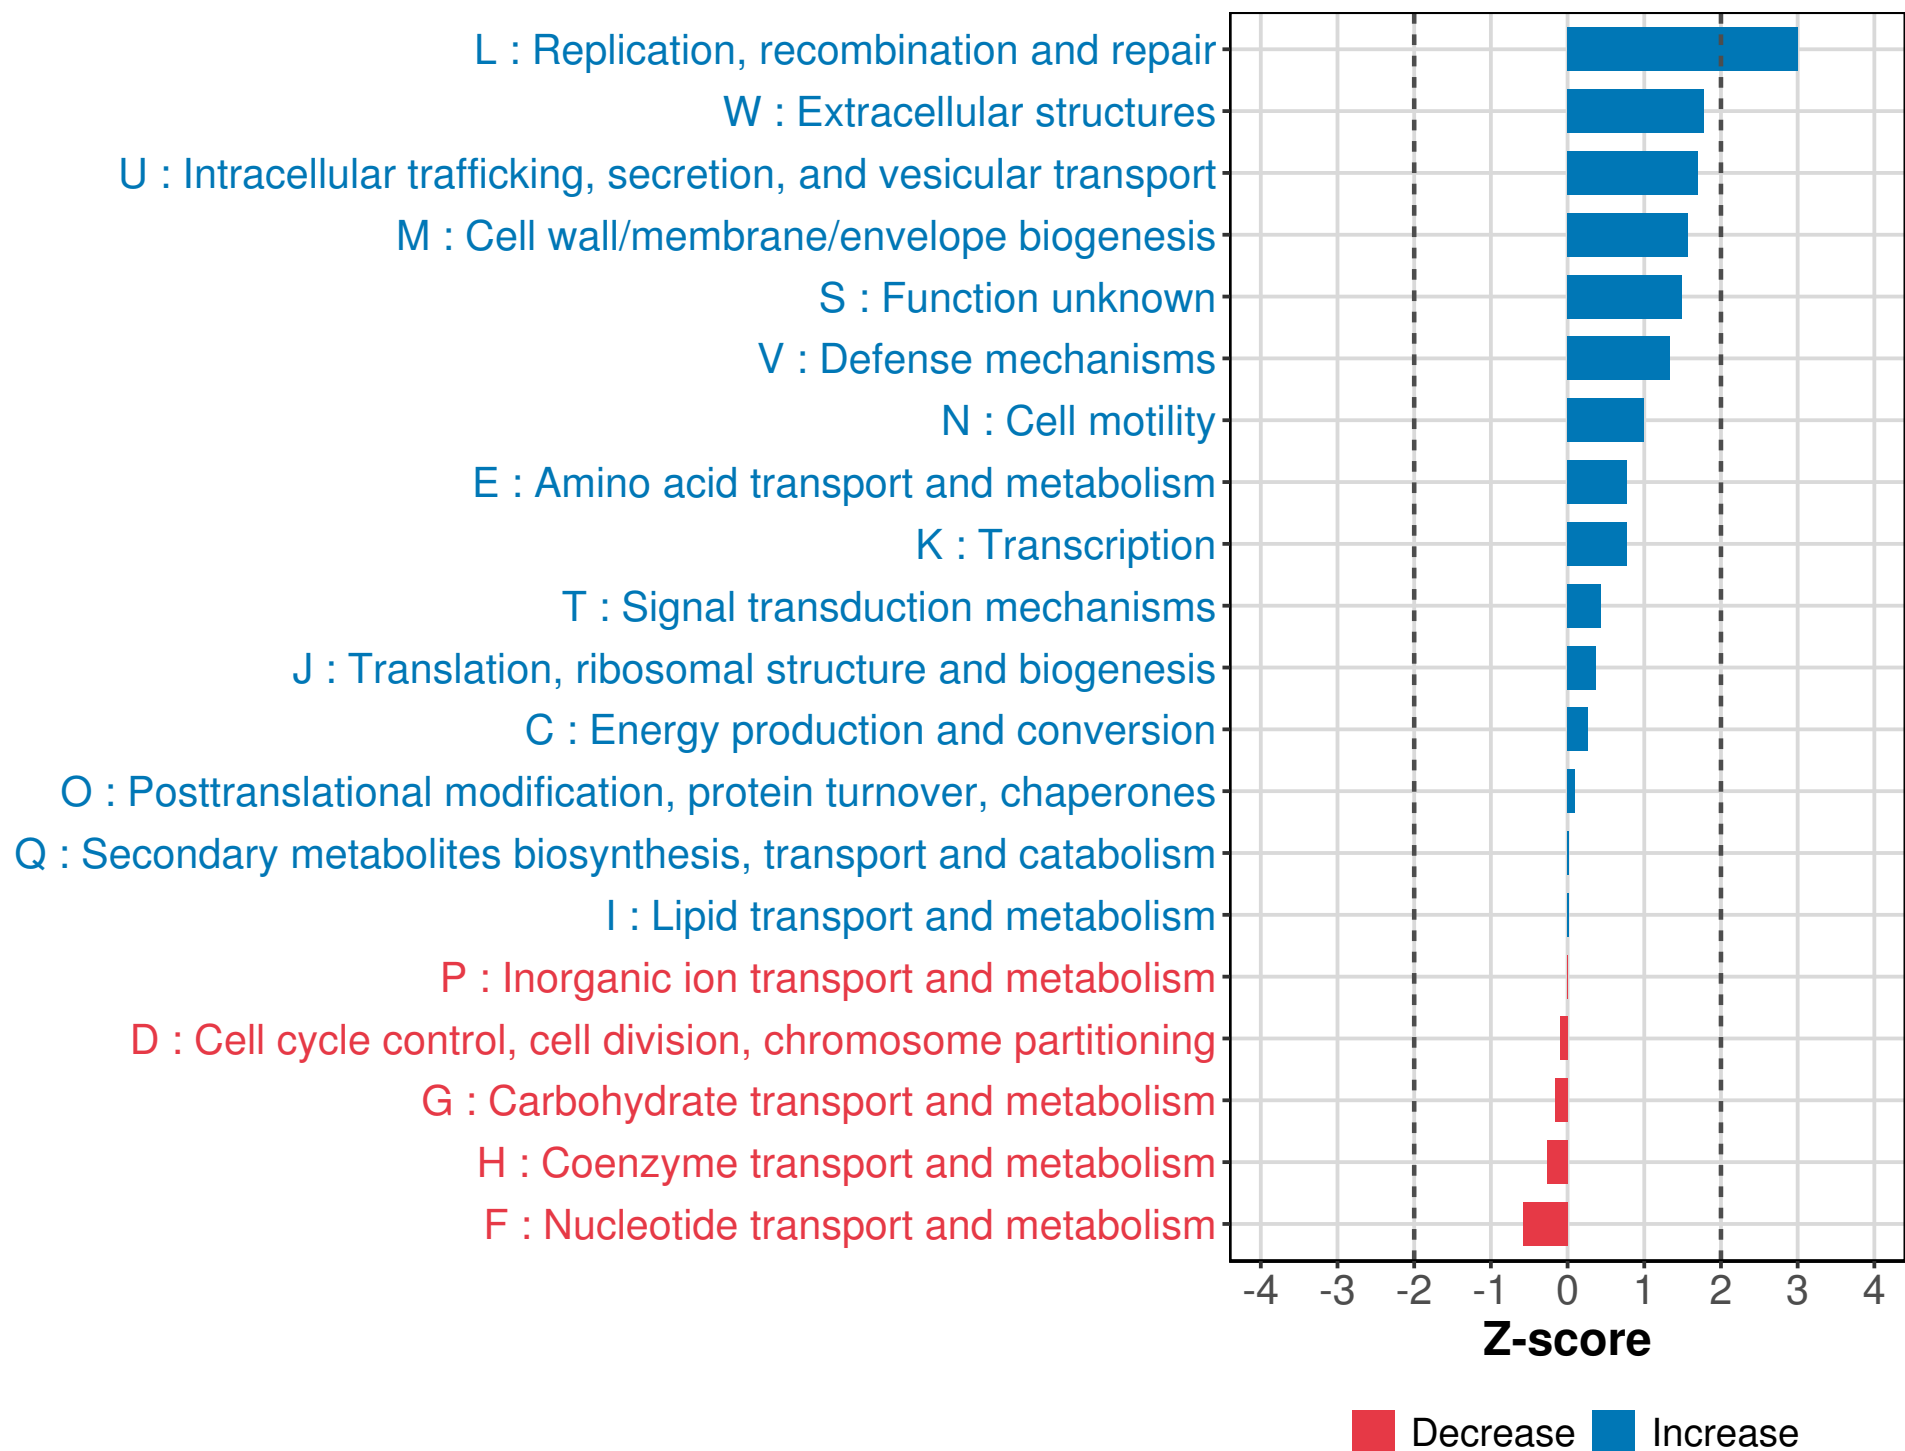 L : Replication, recombination and repair
W : Extracellular structures
U : Intracellular trafficking, secretion, and vesicular transport
M : Cell wall/membrane/envelope biogenesis
S : Function unknown
V : Defense mechanisms
N : Cell motility
E : Amino acid transport and metabolism
K : Transcription
T : Signal transduction mechanisms
J : Translation, ribosomal structure and biogenesis
C : Energy production and conversion
O : Posttranslational modification, protein turnover, chaperones
Q : Secondary metabolites biosynthesis, transport and catabolism
I : Lipid transport and metabolism
P : Inorganic ion transport and metabolism
D : Cell cycle control, cell division, chromosome partitioning
G : Carbohydrate transport and metabolism
H : Coenzyme transport and metabolism
F : Nucleotide transport and metabolism
-4 -3 -2 -1 0 1 2 3 4
Z-score
Decrease Increase